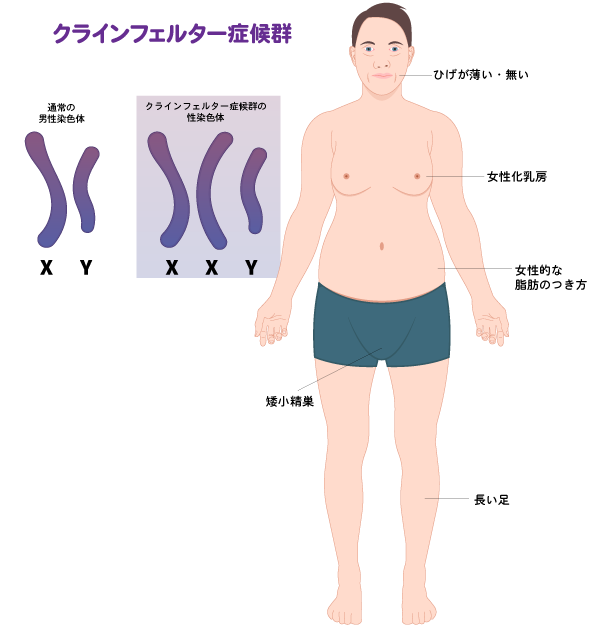 クラインフェルター症候群
通常の
男性染色体
X Y
クラインフェルター症候群の
性染色体
X X Y
ひげが薄い・無い
女性化乳房
女性的な
脂肪のつき方
矮小精巣
長い足